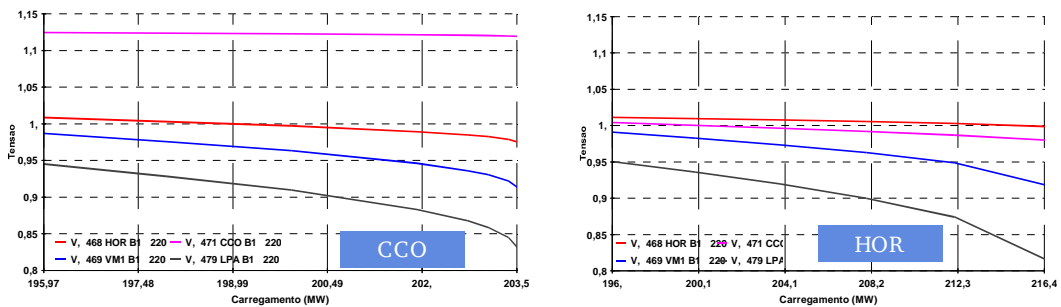 1,15
1,1
1,05
1,
0,95
0,9
0,85
0,8
Tensao
V, 468 HOR B1 220
V, 471 CCO B1 220
V, 469 VM1 B1 220
V, 479 LPA B1 220
CCO
195,97
197,48
198,99
200,49
202,
203,5
Carregamento (MW)
1,15
1,1
1,05
1,
0,95
0,9
0,85
0,8
Tensao
V, 468 HOR B1 220
V, 471 CCO
V, 469 VM1 B1 220
V, 479 LPA
HOR
196,
200,1
204,1
208,2
212,3
216,4
Carregamento (MW)